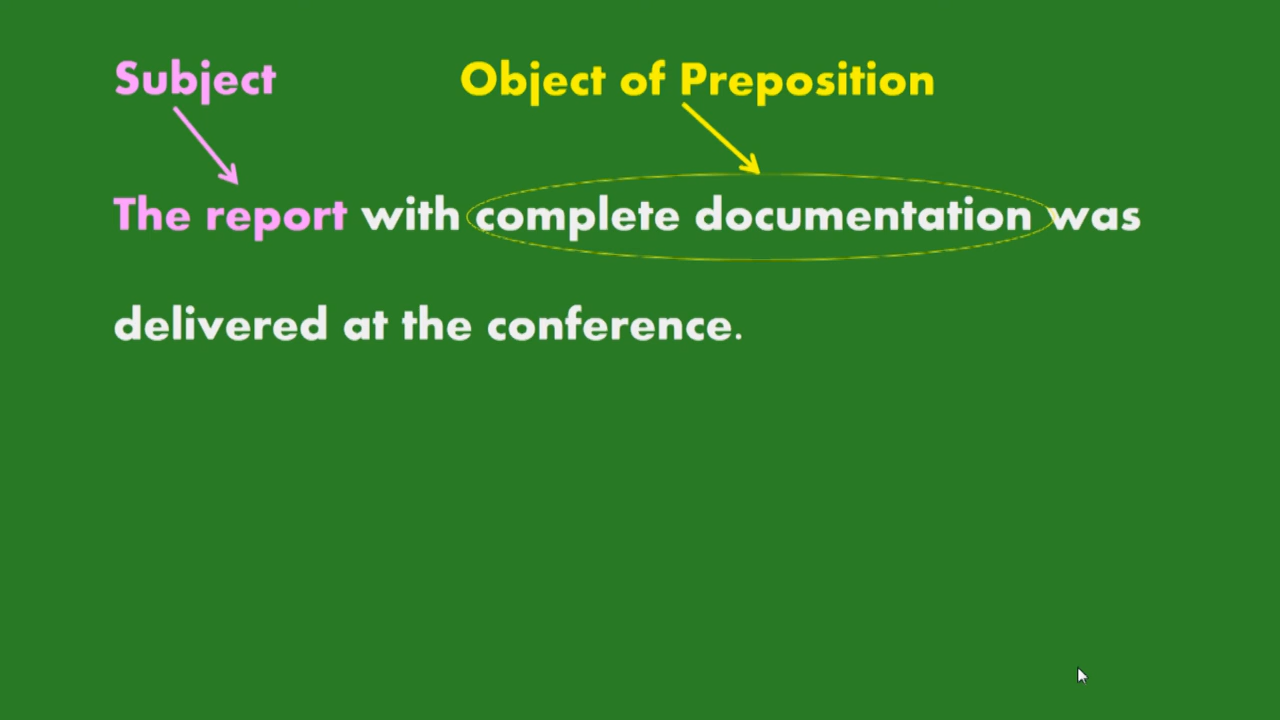 Subject Object of Preposition
The report with complete documentation was
delivered at the conference.